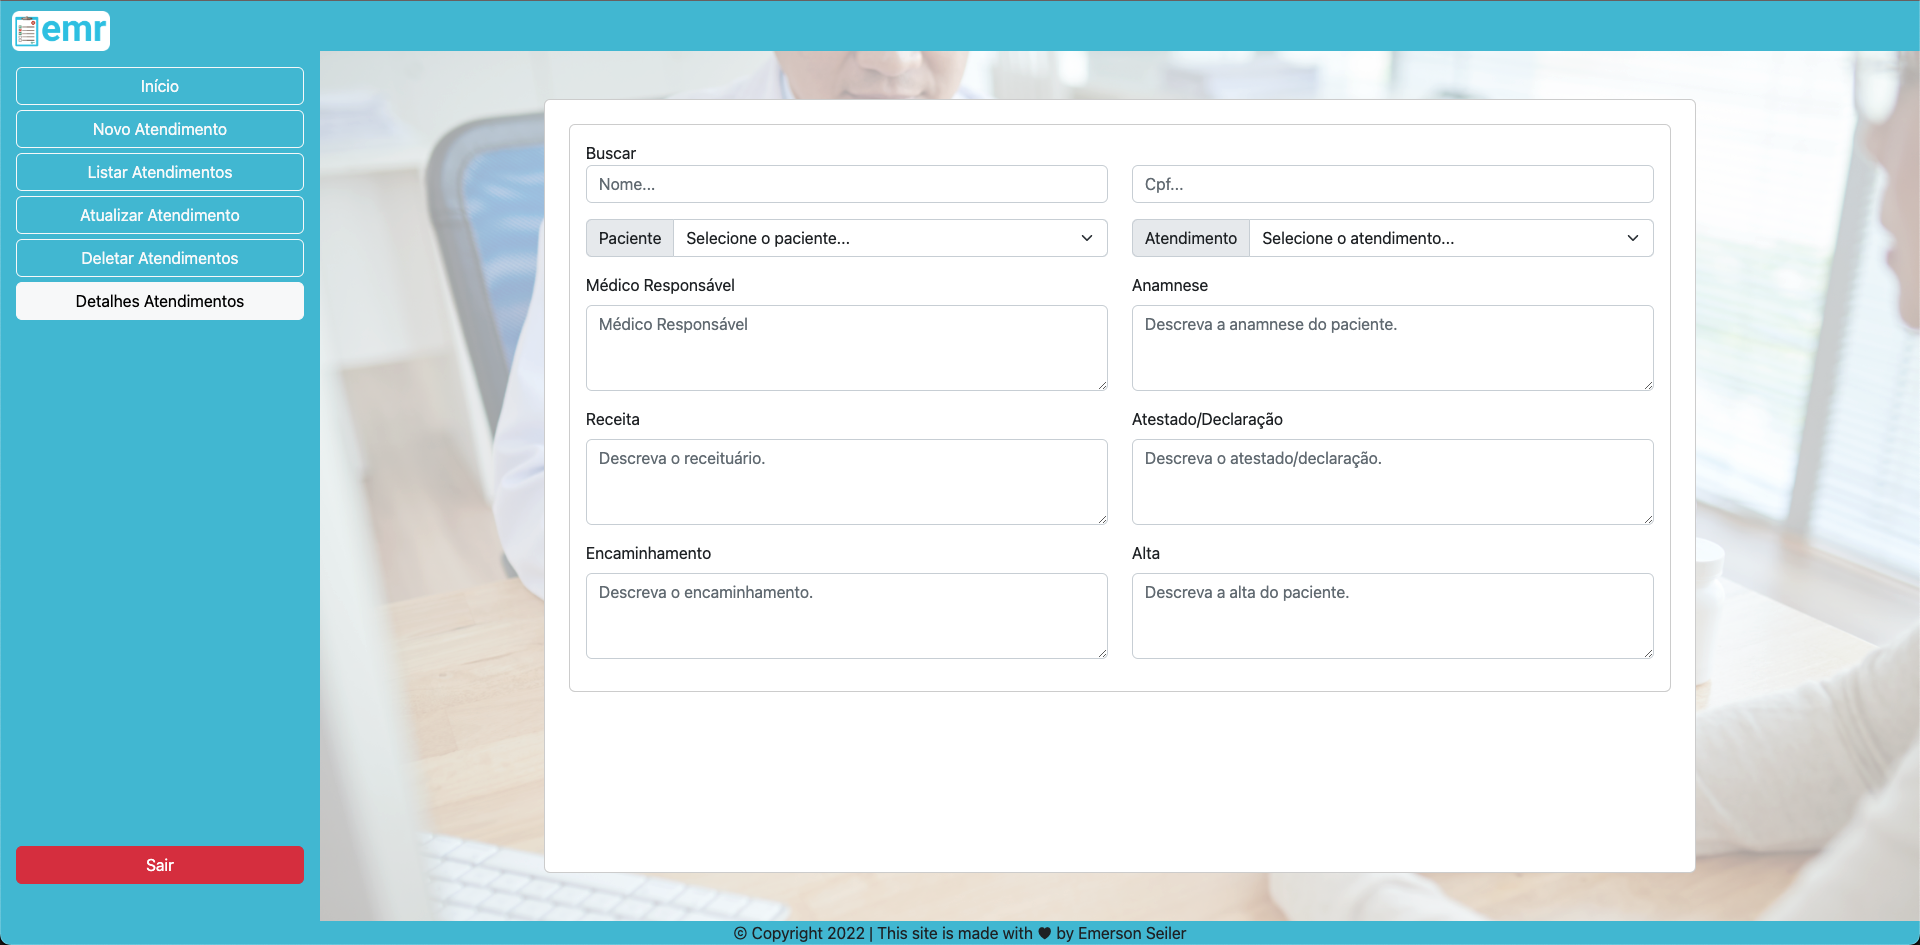 emr
Início
Novo Atendimento
Listar Atendimentos
Atualizar Atendimento
Deletar Atendimentos
Detalhes Atendimentos
Sair
Buscar
Nome... Cpf...
Paciente Selecione o paciente... Atendimento Selecione o atendimento...
Médico Responsável Anamnese
Médico Responsável Descreva a anamnese do paciente.
Receita Atestado/Declaração
Descreva o receituário. Descreva o atestado/declaração.
Encaminhamento Alta
Descreva o encaminhamento. Descreva a alta do paciente.
© Copyright 2022 | This site is made with ♥ by Emerson Seiler